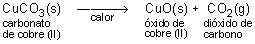 CuCO₃(s) calor CuO(s) + CO₂(g)
carbonato óxido de dióxido de
de cobre (II) cobre (II) carbono